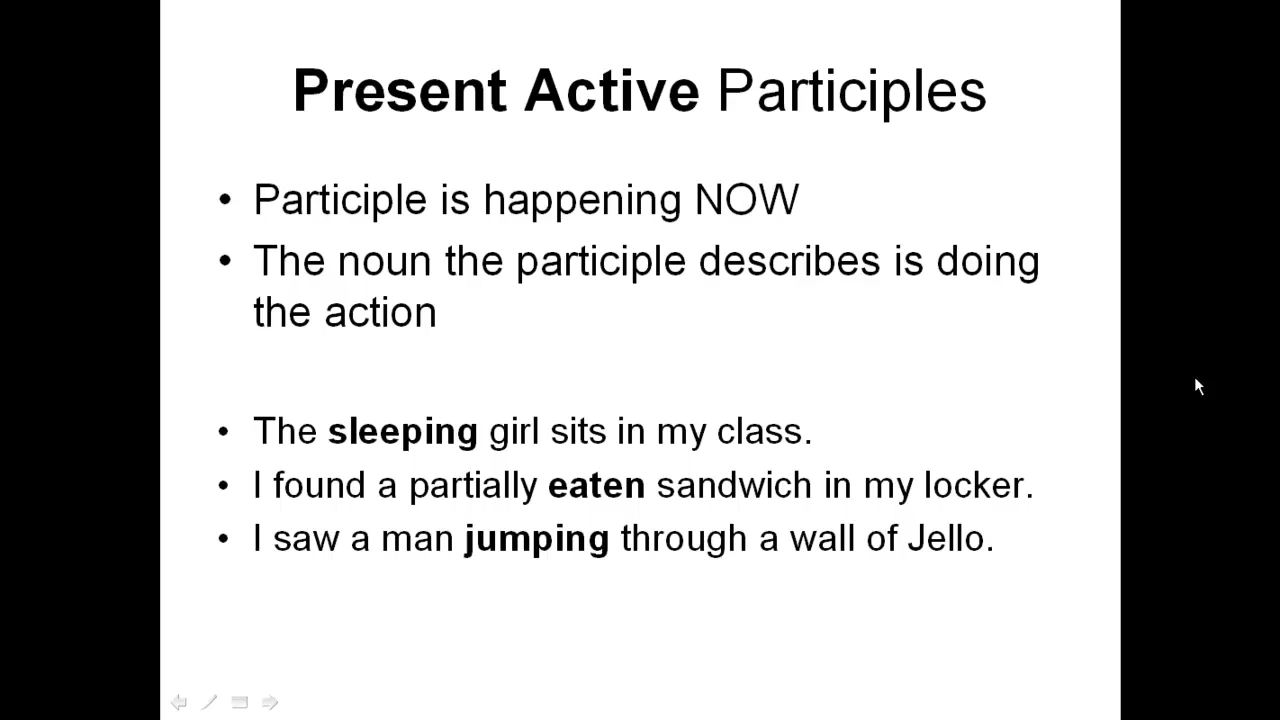 Present Active Participles
• Participle is happening NOW
• The noun the participle describes is doing
the action
• The sleeping girl sits in my class.
• I found a partially eaten sandwich in my locker.
• I saw a man jumping through a wall of Jello.